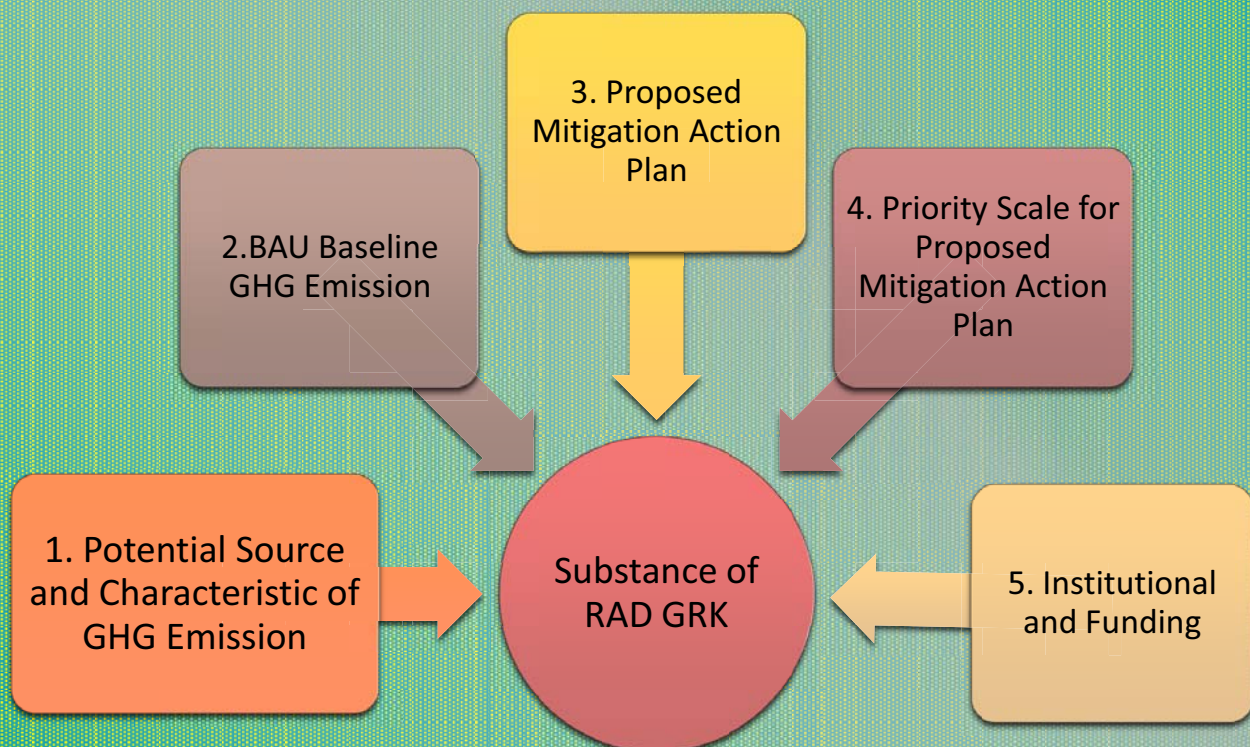 3. Proposed
Mitigation Action
Plan
2.BAU Baseline
GHG Emission
4. Priority Scale for
Proposed
Mitigation Action
Plan
1. Potential Source
and Characteristic of
GHG Emission
Substance of
RAD GRK
5. Institutional
and Funding